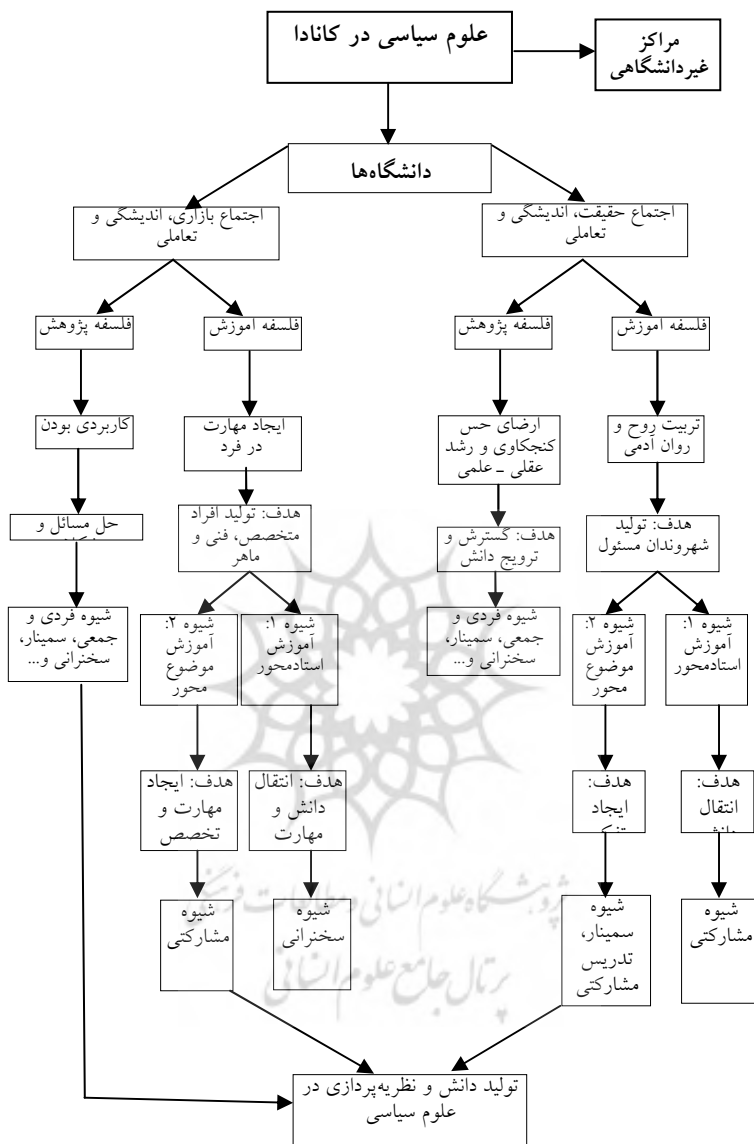 علوم سیاسی در کانادا
مراکز
غیردانشگاهی
دانشگاه‌ها
اجتماع حقیقت، اندیشگی و
تعاملی
اجتماع بازاری، اندیشگی و
تعاملی
فلسفه آموزش
فلسفه پژوهش
فلسفه آموزش
فلسفه پژوهش
تربیت روح و
روان آدمی
ارضای حس
کنجکاوی و رشد
عقلی ـ علمی
ایجاد مهارت
در فرد
کاربردی بودن
هدف: تولید
شهروندان مسئول
هدف: گسترش و
ترویج دانش
هدف: تولید افراد
متخصص، فنی و
ماهر
حل مسائل و
شیوه ۱:
آموزش
استادمحور
شیوه ۲:
آموزش
موضوع
محور
شیوه فردی و
جمعی، سمینار،
سخنرانی و...
شیوه ۱:
آموزش
استادمحور
شیوه ۲:
آموزش
موضوع
محور
شیوه فردی و
جمعی، سمینار،
سخنرانی و...
هدف:
انتقال
هدف:
ایجاد
هدف: انتقال
دانش و
مهارت
هدف: ایجاد
مهارت و
تخصص
شیوه
مشارکتی
شیوه
سمینار،
تدریس
مشارکتی
شیوه
سخنرانی
شیوه
مشارکتی
پژوهشگاه علوم انسانی و مطالعات فرهنگی
پرتال جامع علوم انسانی
تولید دانش و نظریه‌پردازی در
علوم سیاسی